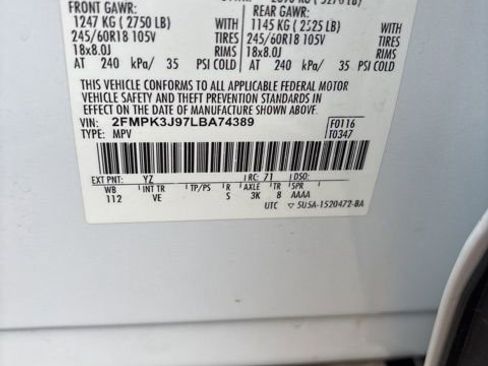 FRONT GAWR: REAR GAWR:
1247 KG ( 2750 LB) WITH 1145 KG ( 2525 LB) WITH
245/60R18 105V TIRES 245/60R18 105V TIRES
18x8.0J RIMS 18x8.0J RIMS
AT 240 kPa/ 35 PSI COLD AT 240 kPa/ 35 PSI COLD
THIS VEHICLE CONFORMS TO ALL APPLICABLE FEDERAL MOTOR
VEHICLE SAFETY AND THEFT PREVENTION STANDARDS IN
EFFECT ON THE DATE OF MANUFACTURE SHOWN ABOVE.
VIN: 2FMPK3J97LBA74389 F0116
TYPE: MPV T0347
EXT PNT: YZ RC: 71 DSO:
WB INT TR TP/PS R AXLE TR SPR
112 VE S 3K 8 AAAA
UTC ▽ 5U5A-1520472-BA